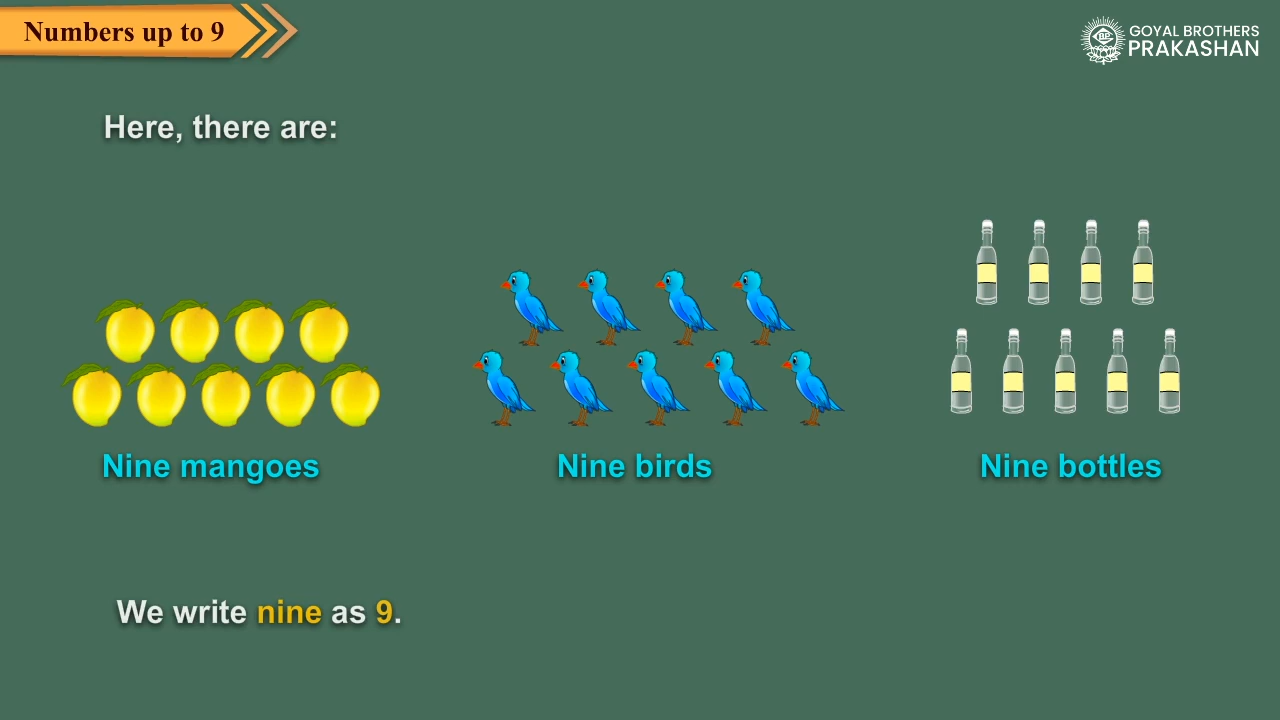 Numbers up to 9
GOYAL BROTHERS
PRAKASHAN
Here, there are:
Nine mangoes
Nine birds
Nine bottles
We write nine as 9.